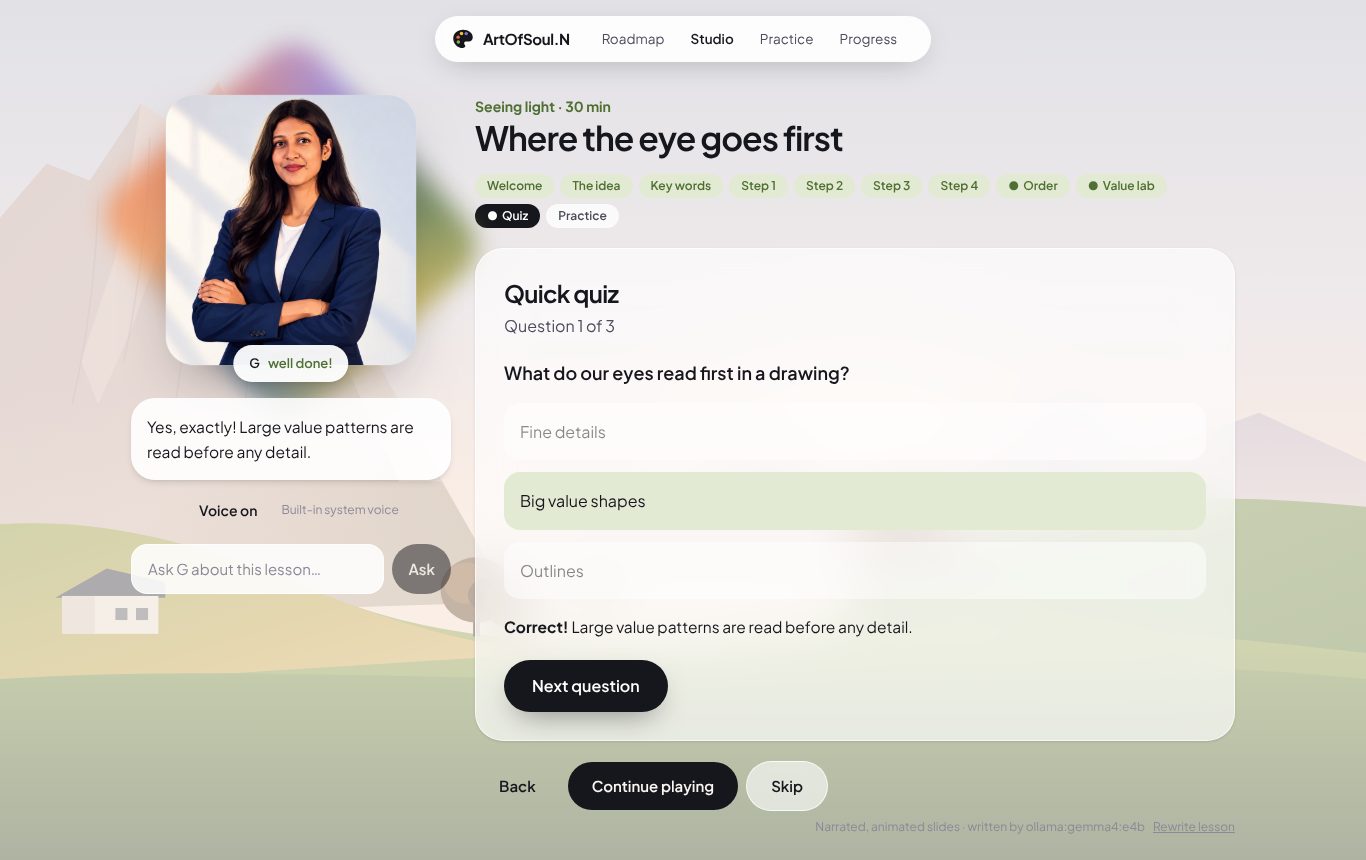 ArtOfSoul.N Roadmap Studio Practice Progress
Seeing light · 30 min
Where the eye goes first
Welcome The idea Key words Step 1 Step 2 Step 3 Step 4 Order Value lab
Quiz Practice
G well done!
Yes, exactly! Large value patterns are
read before any detail.
Voice on Built-in system voice
Ask G about this lesson… Ask
Quick quiz
Question 1 of 3
What do our eyes read first in a drawing?
Fine details
Big value shapes
Outlines
Correct! Large value patterns are read before any detail.
Next question
Back Continue playing Skip
Narrated, animated slides · written by ollama:gemma4:e4b Rewrite lesson